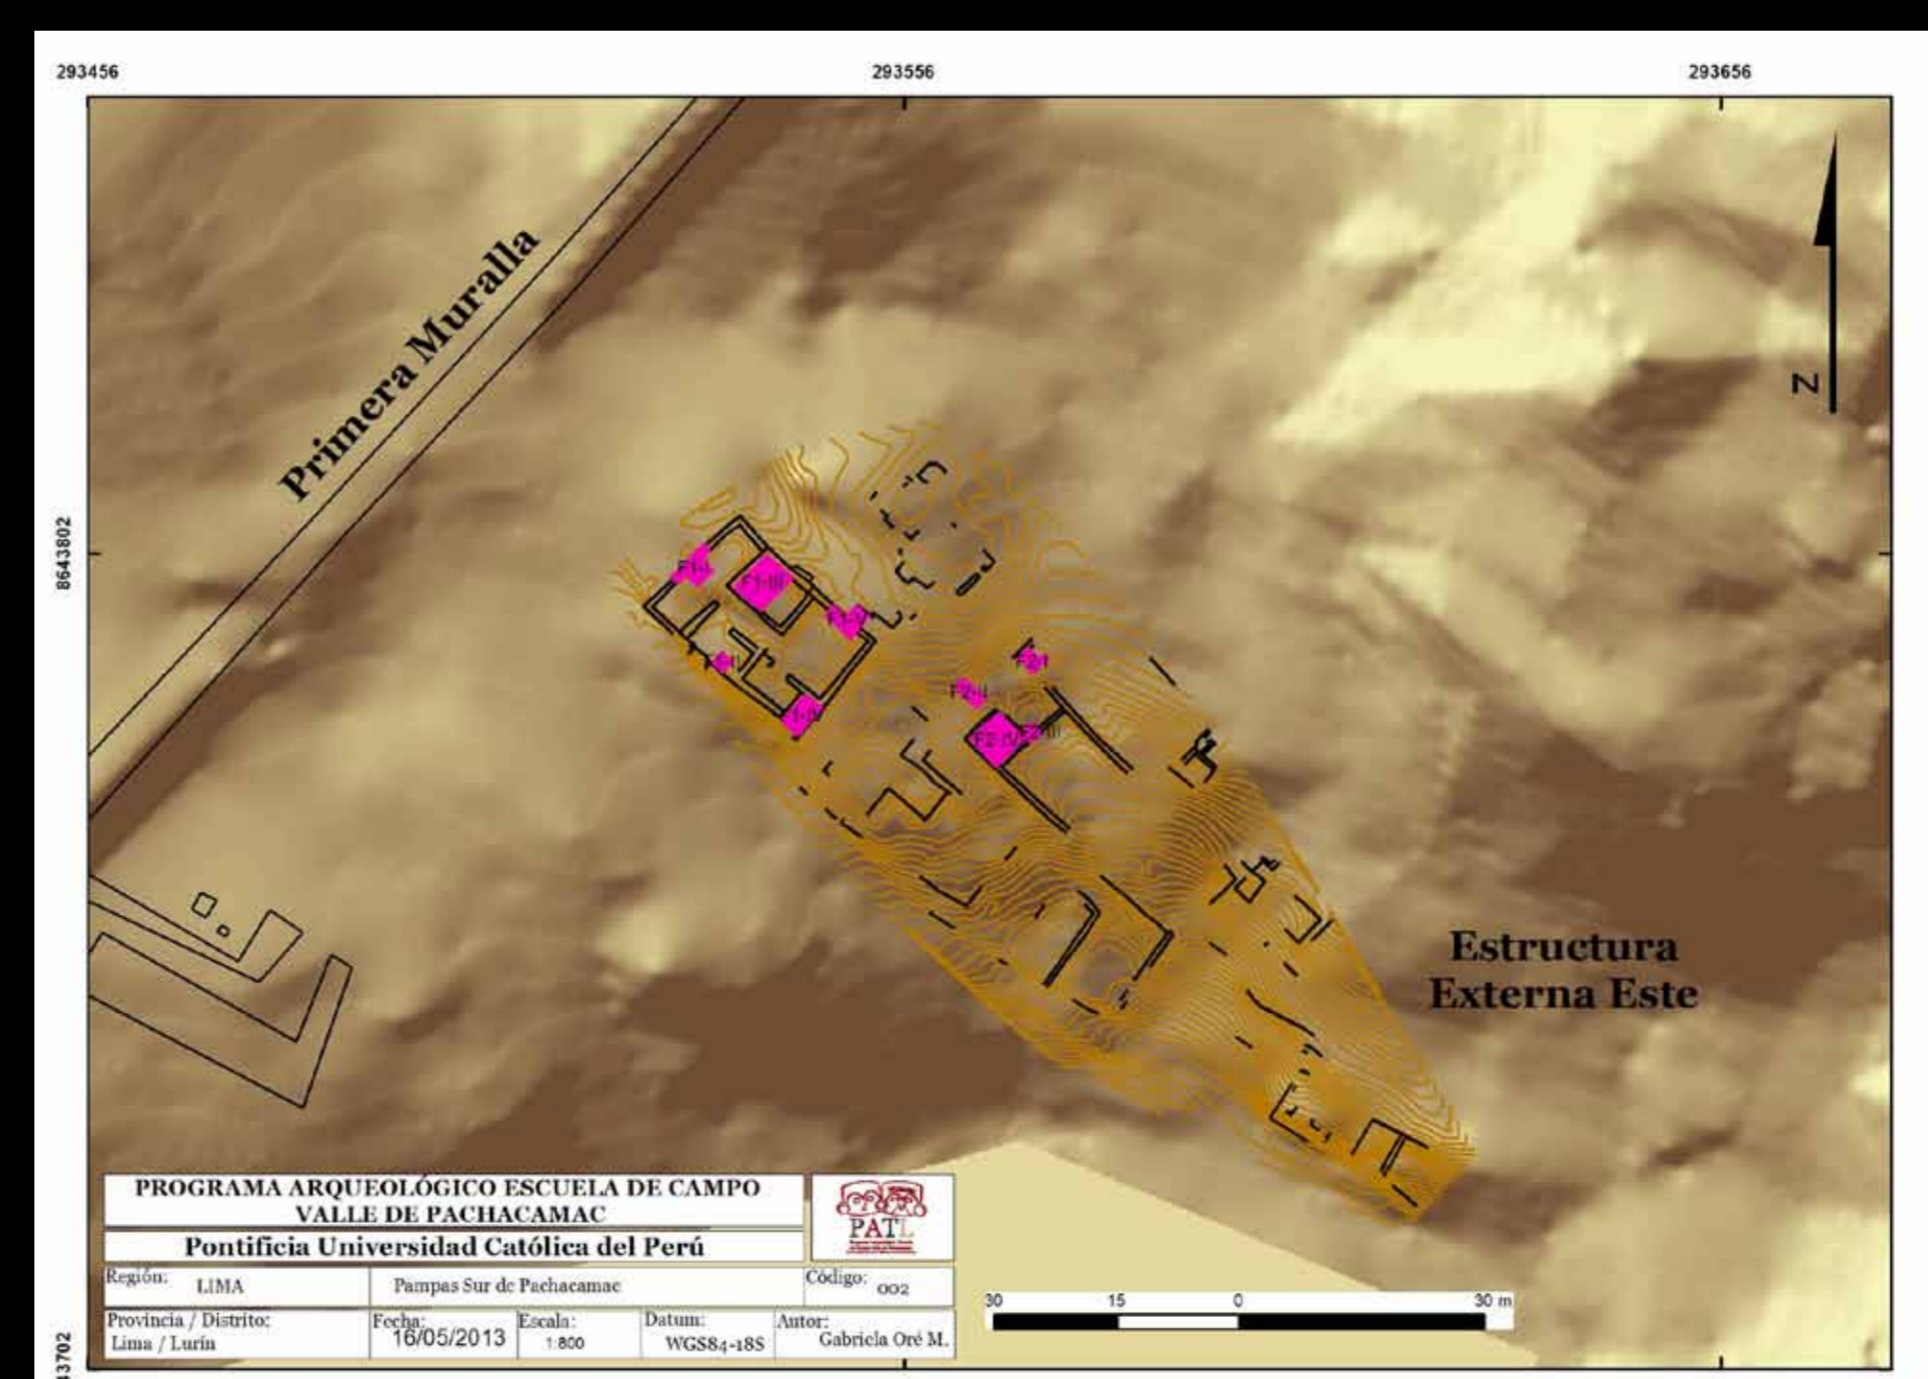 293456
293556
293656
Primera Muralla
8643802
N
F1-I
F1-III
F2-I
F2-II
F2-IV
Estructura
Externa Este
PROGRAMA ARQUEOLÓGICO ESCUELA DE CAMPO
VALLE DE PACHACAMAC
Pontificia Universidad Católica del Perú
PATL
Región: LIMA
Pampas Sur de Pachacamac
Código: 002
Provincia / Distrito:
Lima / Lurín
Fecha:
16/05/2013
Escala:
1:800
Datum:
WGS84-18S
Autor:
Gabriela Oré M.
30 15 0 30 m
43702